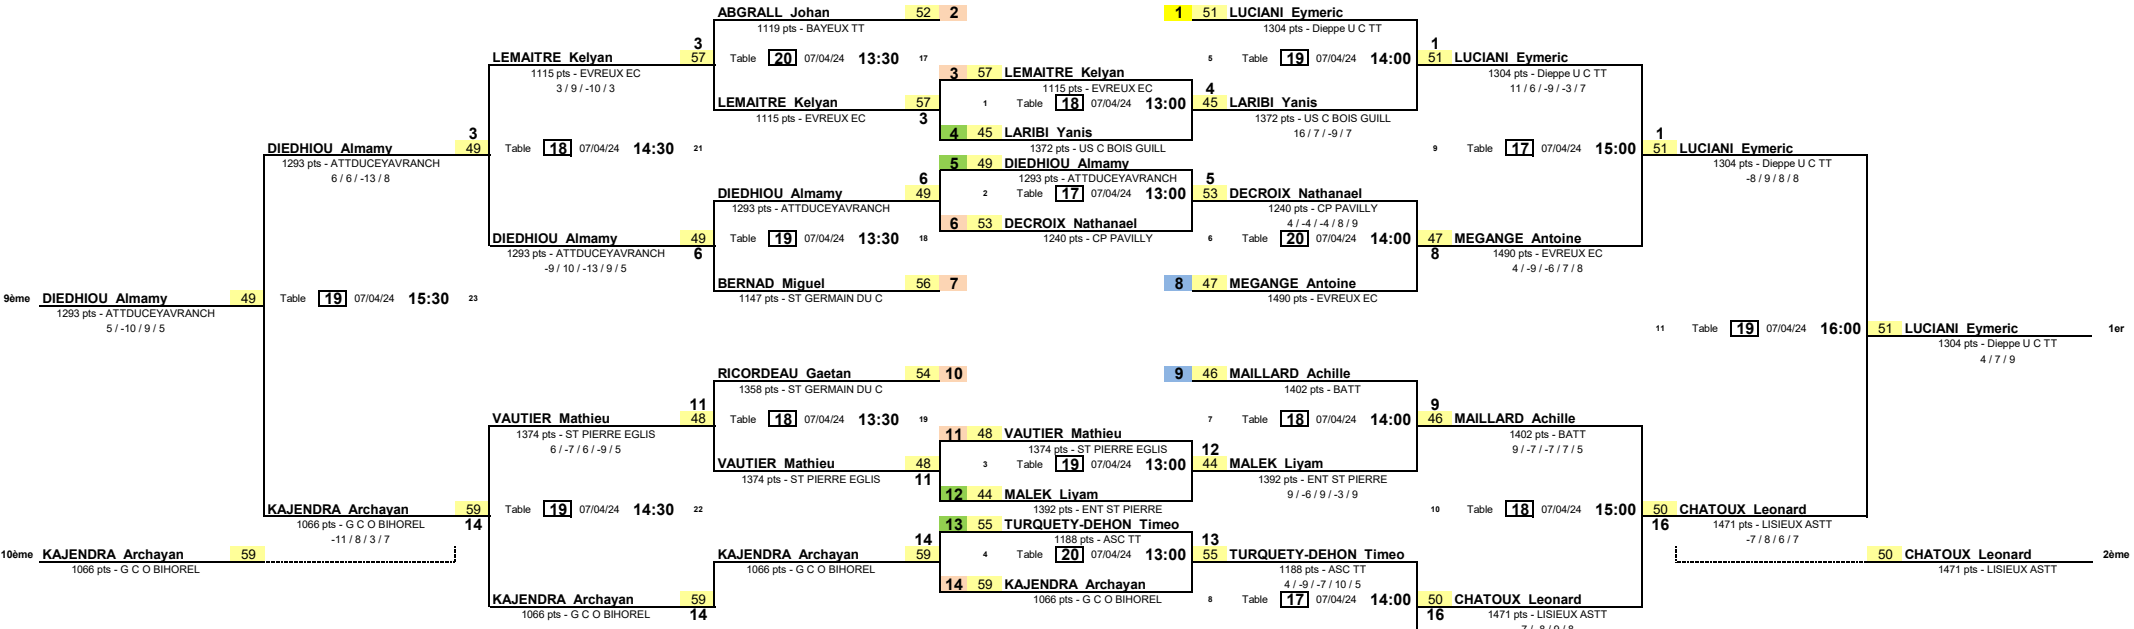 ABGRALL Johan 52 2 1 51 LUCIANI Eymeric
1119 pts - BAYEUX TT 1304 pts - Dieppe U C TT
3 1
LEMAITRE Kelyan 57 Table 20 07/04/24 13:30 17 5 Table 19 07/04/24 14:00 51 LUCIANI Eymeric
1115 pts - EVREUX EC 3 57 LEMAITRE Kelyan 1304 pts - Dieppe U C TT
3 / 9 / -10 / 3 1115 pts - EVREUX EC 4 11 / 6 / -9 / -3 / 7
LEMAITRE Kelyan 57 1 Table 18 07/04/24 13:00 45 LARIBI Yanis
1115 pts - EVREUX EC 3 1372 pts - US C BOIS GUILL
3 4 45 LARIBI Yanis 16 / 7 / -9 / 7 1
DIEDHIOU Almamy 49 Table 18 07/04/24 14:30 21 1372 pts - US C BOIS GUILL 9 Table 17 07/04/24 15:00 51 LUCIANI Eymeric
1293 pts - ATTDUCEYAVRANCH 5 49 DIEDHIOU Almamy 1304 pts - Dieppe U C TT
6 / 6 / -13 / 8 6 1293 pts - ATTDUCEYAVRANCH 5 -8 / 9 / 8 / 8
DIEDHIOU Almamy 49 2 Table 17 07/04/24 13:00 53 DECROIX Nathanael
1293 pts - ATTDUCEYAVRANCH 1240 pts - CP PAVILLY
6 53 DECROIX Nathanael 4 / -4 / -4 / 8 / 9
DIEDHIOU Almamy 49 Table 19 07/04/24 13:30 18 1240 pts - CP PAVILLY 6 Table 20 07/04/24 14:00 47 MEGANGE Antoine
1293 pts - ATTDUCEYAVRANCH 6 8 1490 pts - EVREUX EC
-9 / 10 / -13 / 9 / 5 4 / -9 / -6 / 7 / 8
BERNAD Miguel 56 7 8 47 MEGANGE Antoine
9ème DIEDHIOU Almamy 49 Table 19 07/04/24 15:30 23 1147 pts - ST GERMAIN DU C 1490 pts - EVREUX EC
1293 pts - ATTDUCEYAVRANCH
5 / -10 / 9 / 5 11 Table 19 07/04/24 16:00 51 LUCIANI Eymeric 1er
1304 pts - Dieppe U C TT
4 / 7 / 9
RICORDEAU Gaetan 54 10 9 46 MAILLARD Achille
1358 pts - ST GERMAIN DU C 1402 pts - BATT
11 9
VAUTIER Mathieu 48 Table 18 07/04/24 13:30 19 7 Table 18 07/04/24 14:00 46 MAILLARD Achille
1374 pts - ST PIERRE EGLIS 11 48 VAUTIER Mathieu 1402 pts - BATT
6 / -7 / 6 / -9 / 5 1374 pts - ST PIERRE EGLIS 12 9 / -7 / -7 / 7 / 5
VAUTIER Mathieu 48 3 Table 19 07/04/24 13:00 44 MALEK Liyam
1374 pts - ST PIERRE EGLIS 11 1392 pts - ENT ST PIERRE
12 44 MALEK Liyam 9 / -6 / 9 / -3 / 9
KAJENDRA Archayan 59 Table 19 07/04/24 14:30 22 1392 pts - ENT ST PIERRE 10 Table 18 07/04/24 15:00 50 CHATOUX Leonard
1066 pts - G C O BIHOREL 14 13 55 TURQUETY-DEHON Timeo 16 1471 pts - LISIEUX ASTT
-11 / 8 / 3 / 7 14 1188 pts - ASC TT 13 -7 / 8 / 6 / 7
10ème KAJENDRA Archayan 59 KAJENDRA Archayan 59 4 Table 20 07/04/24 13:00 55 TURQUETY-DEHON Timeo 50 CHATOUX Leonard 2ème
1066 pts - G C O BIHOREL 1066 pts - G C O BIHOREL 1188 pts - ASC TT 1471 pts - LISIEUX ASTT
14 59 KAJENDRA Archayan 4 / -9 / -7 / 10 / 5
KAJENDRA Archayan 59 1066 pts - G C O BIHOREL 8 Table 17 07/04/24 14:00 50 CHATOUX Leonard
1066 pts - G C O BIHOREL 14 16 1471 pts - LISIEUX ASTT